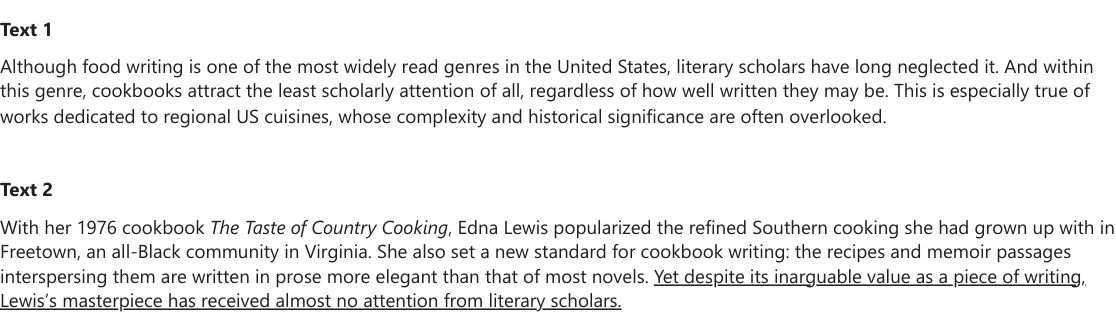 Text 1
Although food writing is one of the most widely read genres in the United States, literary scholars have long neglected it. And within
this genre, cookbooks attract the least scholarly attention of all, regardless of how well written they may be. This is especially true of
works dedicated to regional US cuisines, whose complexity and historical significance are often overlooked.
Text 2
With her 1976 cookbook The Taste of Country Cooking, Edna Lewis popularized the refined Southern cooking she had grown up with in
Freetown, an all-Black community in Virginia. She also set a new standard for cookbook writing: the recipes and memoir passages
interspersing them are written in prose more elegant than that of most novels. Yet despite its inarguable value as a piece of writing,
Lewis's masterpiece has received almost no attention from literary scholars.